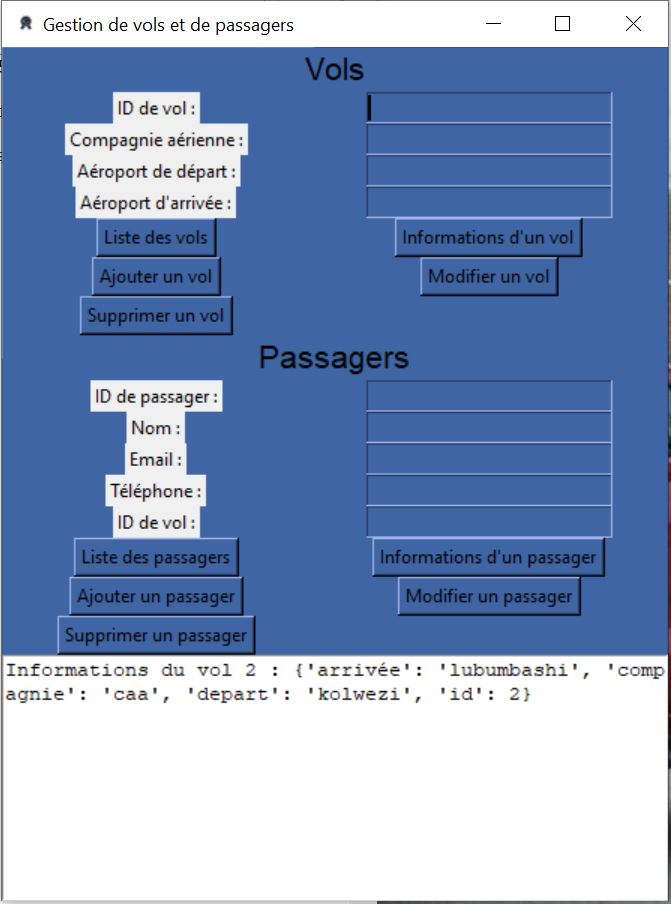 Gestion de vols et de passagers
Vols
ID de vol :
Compagnie aérienne :
Aéroport de départ :
Aéroport d'arrivée :
Liste des vols Informations d'un vol
Ajouter un vol Modifier un vol
Supprimer un vol
Passagers
ID de passager :
Nom :
Email :
Téléphone :
ID de vol :
Liste des passagers Informations d'un passager
Ajouter un passager Modifier un passager
Supprimer un passager
Informations du vol 2 : {'arrivée': 'lubumbashi', 'comp
agnie': 'caa', 'depart': 'kolwezi', 'id': 2}